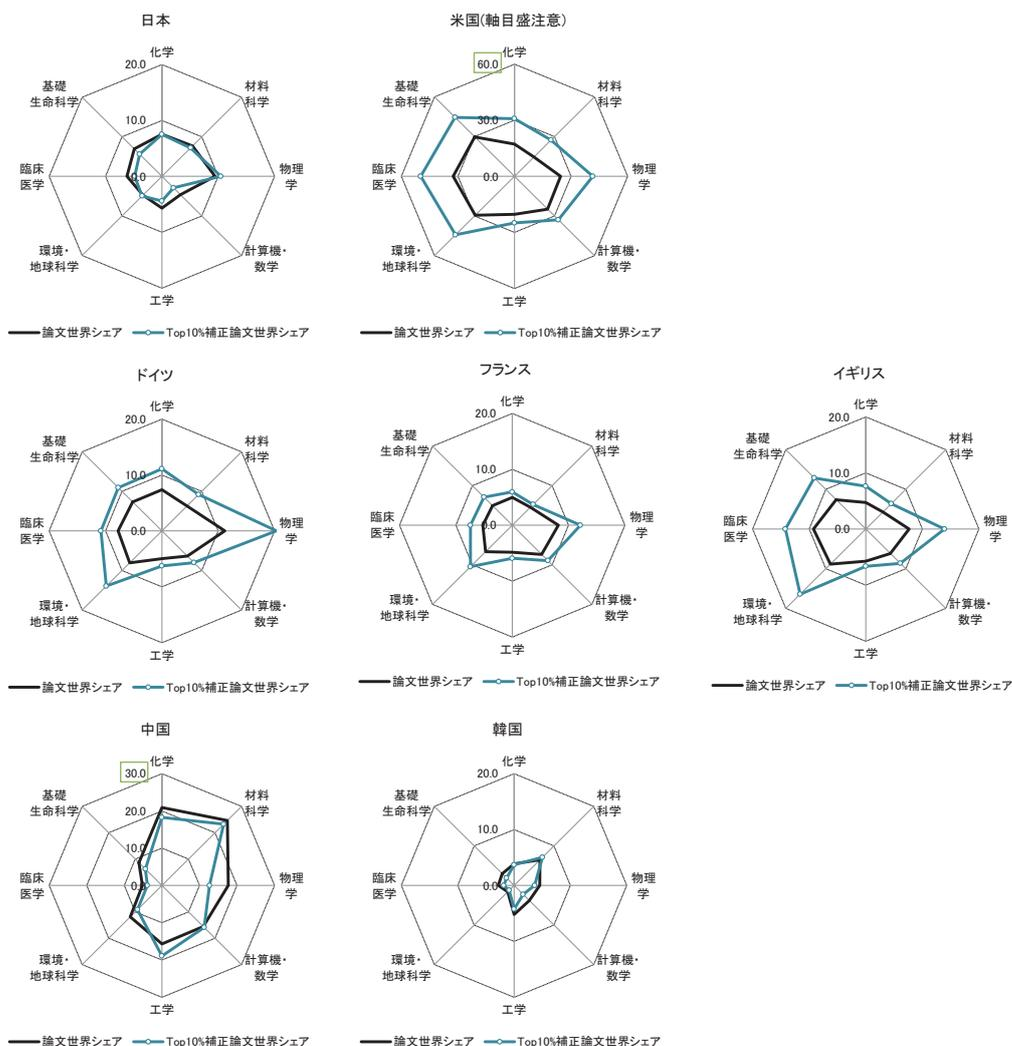 日本
化学
20.0
10.0
0.0
材料
科学
物理
学
計算機・
数学
工学
環境・
地球科学
臨床
医学
基礎
生命科学
論文世界シェア
Top10%補正論文世界シェア
米国(軸目盛注意)
化学
60.0
30.0
0.0
材料
科学
物理
学
計算機・
数学
工学
環境・
地球科学
臨床
医学
基礎
生命科学
論文世界シェア
Top10%補正論文世界シェア
ドイツ
化学
20.0
10.0
0.0
材料
科学
物理
学
計算機・
数学
工学
環境・
地球科学
臨床
医学
基礎
生命科学
論文世界シェア
Top10%補正論文世界シェア
フランス
化学
20.0
10.0
0.0
材料
科学
物理
学
計算機・
数学
工学
環境・
地球科学
臨床
医学
基礎
生命科学
論文世界シェア
Top10%補正論文世界シェア
イギリス
化学
20.0
10.0
0.0
材料
科学
物理
学
計算機・
数学
工学
環境・
地球科学
臨床
医学
基礎
生命科学
論文世界シェア
Top10%補正論文世界シェア
中国
化学
30.0
20.0
10.0
0.0
材料
科学
物理
学
計算機・
数学
工学
環境・
地球科学
臨床
医学
基礎
生命科学
論文世界シェア
Top10%補正論文世界シェア
韓国
化学
20.0
10.0
0.0
材料
科学
物理
学
計算機・
数学
工学
環境・
地球科学
臨床
医学
基礎
生命科学
論文世界シェア
Top10%補正論文世界シェア